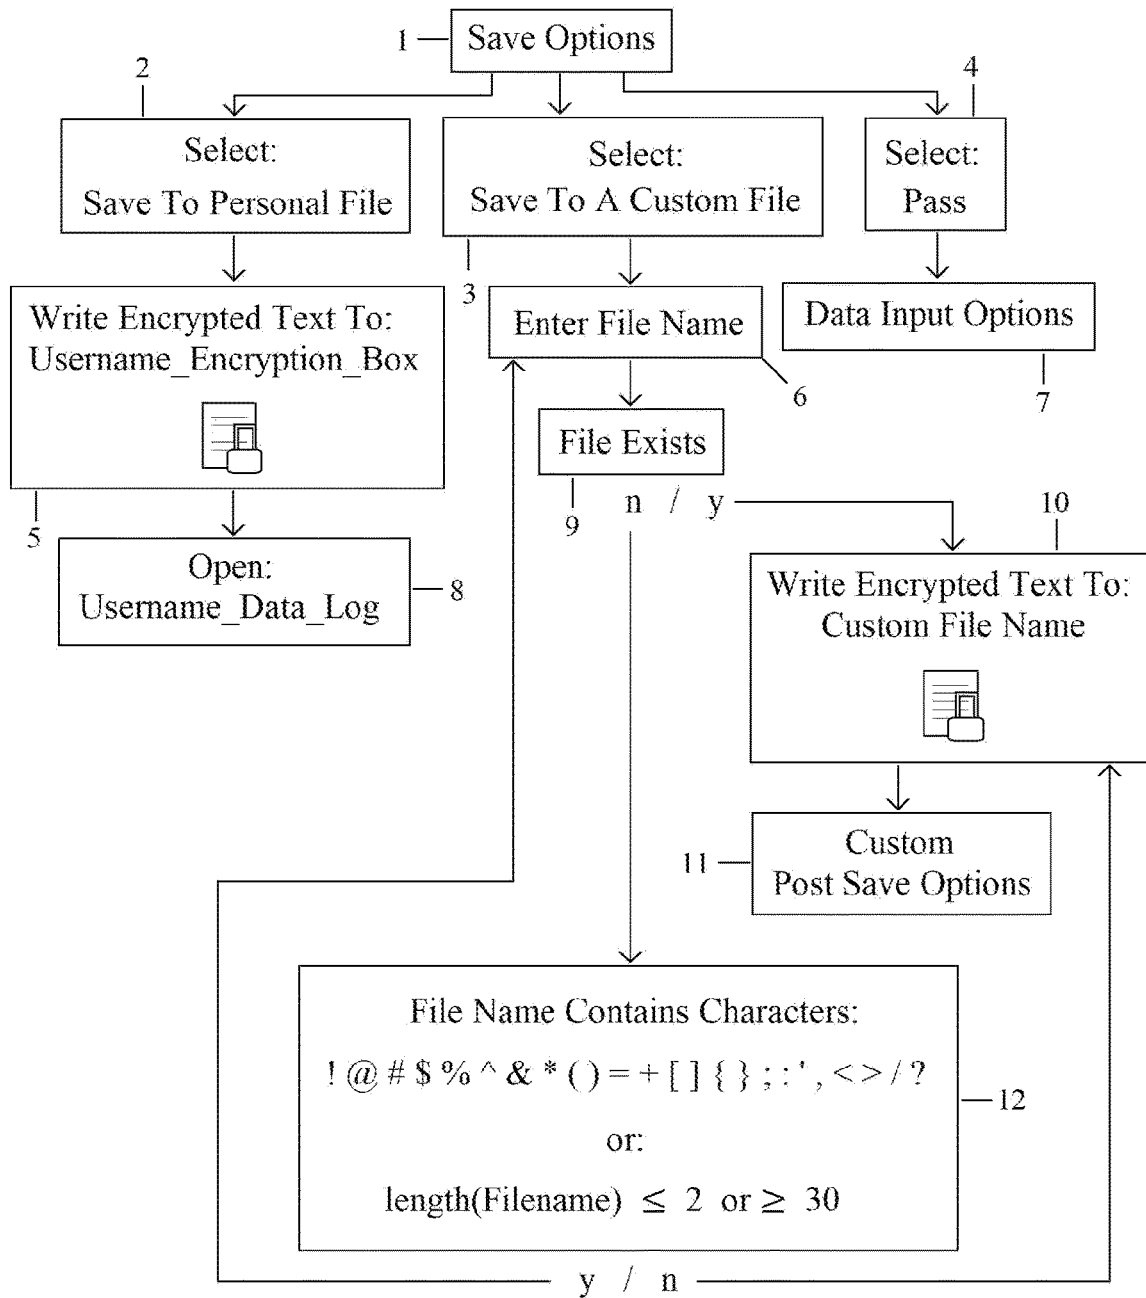 1
Save Options
2
4
Select:
Save To Personal File
Select:
Save To A Custom File
Select:
Pass
3
Write Encrypted Text To:
Username_Encryption_Box
Enter File Name
Data Input Options
6
7
File Exists
5
9
n / y
10
Open:
Username_Data_Log
8
Write Encrypted Text To:
Custom File Name
11
Custom
Post Save Options
File Name Contains Characters:
! @ # $ % ^ & * ( ) = + [ ] { } ; : ' , < > / ?
12
or:
length(Filename) ≤ 2 or ≥ 30
y / n